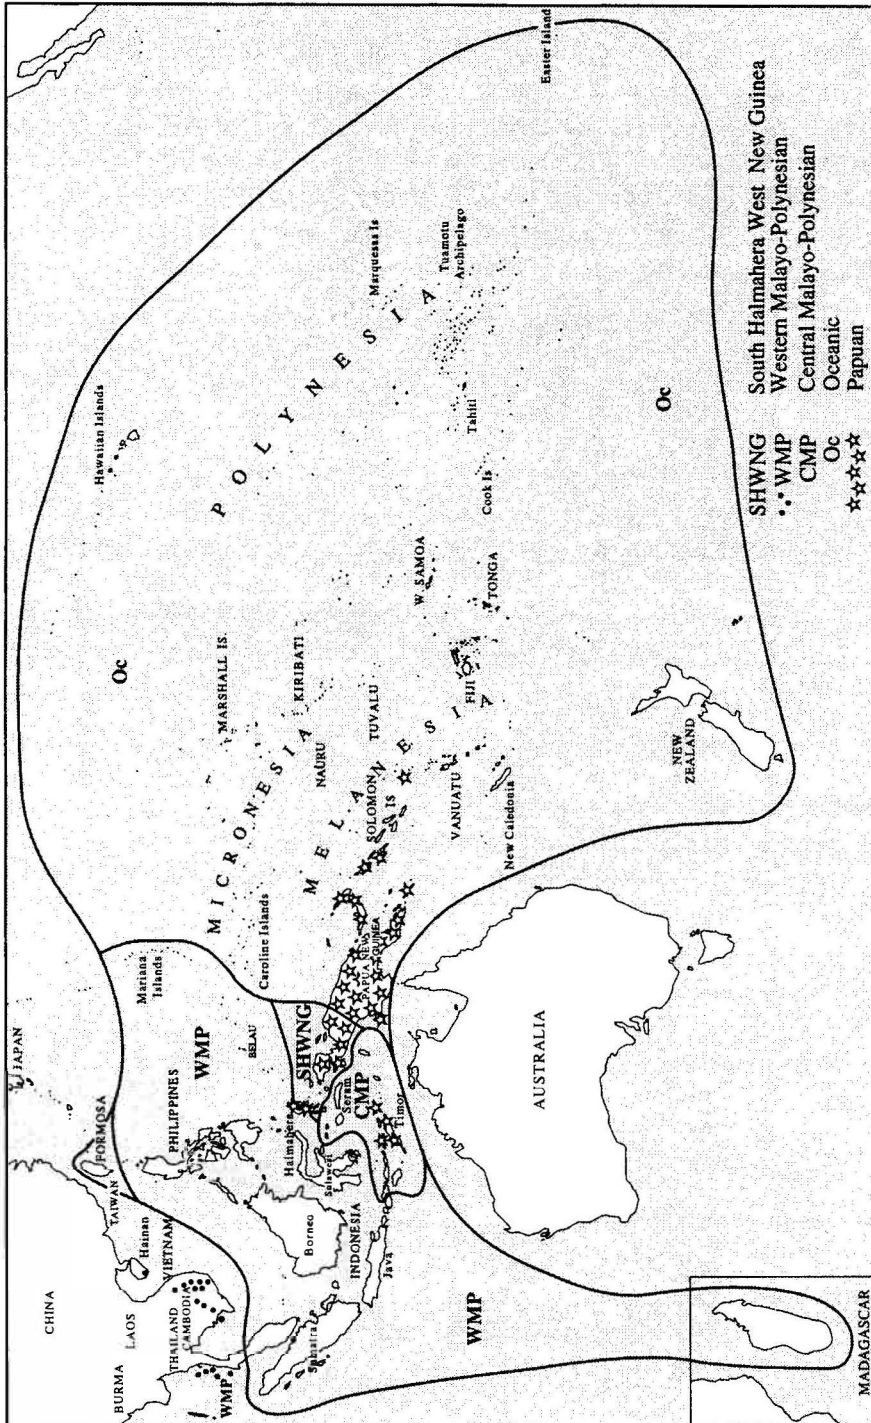 CHINA
BURMA
LAOS
THAILAND
CAMBODIA
VIETNAM
Hainan
TAIWAN
FORMOSA
JAPAN
WMP
Sumatra
Borneo
INDONESIA
Java
Sulawesi
PHILIPPINES
WMP
BELAU
Mariana
Islands
Halmahera
SHWNG
Seram
CMP
Timor
Caroline Islands
PAPUA NEW
GUINEA
MICRONESIA
MELANESIA
POLYNESIA
Oc
MARSHALL IS.
KIRIBATI
NAURU
TUVALU
SOLOMON
IS
VANUATU
New Caledonia
FIJI
W. SAMOA
TONGA
Cook Is
Tahiti
Hawaiian Islands
Marquesas Is
Tuamotu
Archipelago
Easter Island
Oc
NEW
ZEALAND
AUSTRALIA
WMP
MADAGASCAR
SHWNG South Halmahera West New Guinea
WMP Western Malayo-Polynesian
CMP Central Malayo-Polynesian
Oc Oceanic
☆☆☆☆ Papuan